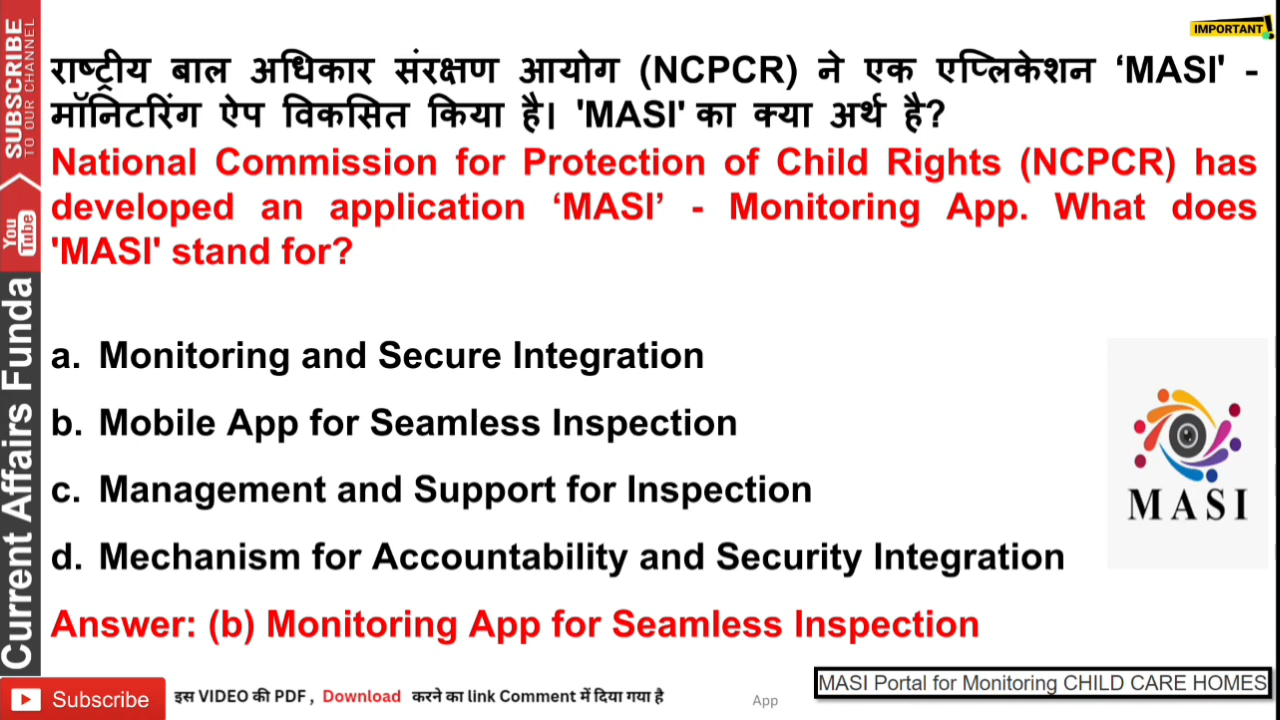 IMPORTANT!
राष्ट्रीय बाल अधिकार संरक्षण आयोग (NCPCR) ने एक एप्लिकेशन ‘MASI' -
मॉनिटरिंग ऐप विकसित किया है। 'MASI' का क्या अर्थ है?
National Commission for Protection of Child Rights (NCPCR) has
developed an application ‘MASI’ - Monitoring App. What does
'MASI' stand for?
a. Monitoring and Secure Integration
b. Mobile App for Seamless Inspection
c. Management and Support for Inspection
d. Mechanism for Accountability and Security Integration
Answer: (b) Monitoring App for Seamless Inspection
MASI
MASI Portal for Monitoring CHILD CARE HOMES
Subscribe
इस VIDEO की PDF , Download करने का link Comment में दिया गया है
App
SUBSCRIBE
TO OUR CHANNEL
You Tube
Current Affairs Funda